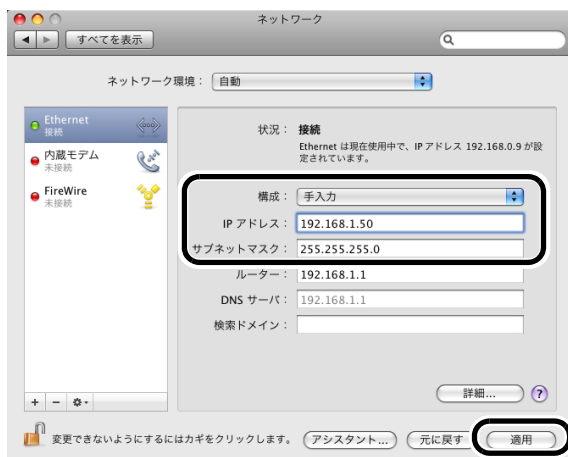 ネットワーク
すべてを表示
ネットワーク環境： 自動
Ethernet
接続
内蔵モデム
未接続
FireWire
未接続
状況： 接続
Ethernet は現在使用中で、IP アドレス 192.168.0.9 が設
定されています。
構成： 手入力
IP アドレス： 192.168.1.50
サブネットマスク： 255.255.255.0
ルーター： 192.168.1.1
DNS サーバ： 192.168.1.1
検索ドメイン：
詳細... ?
+ −
変更できないようにするにはカギをクリックします。 アシスタント... 元に戻す 適用